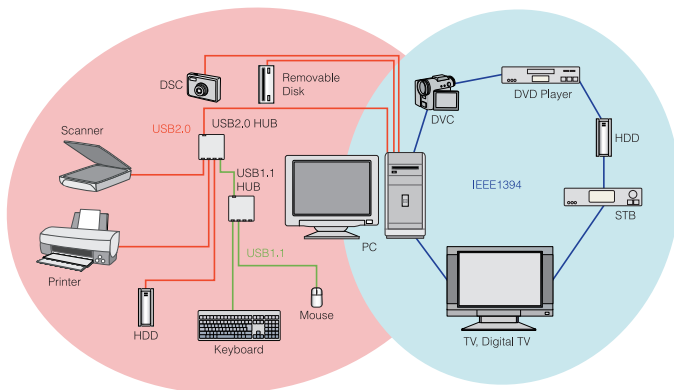 DSC
Removable
Disk
DVC
DVD Player
Scanner
USB2.0
USB2.0 HUB
HDD
USB1.1
HUB
IEEE1394
STB
PC
USB1.1
Printer
Mouse
HDD
Keyboard
TV, Digital TV